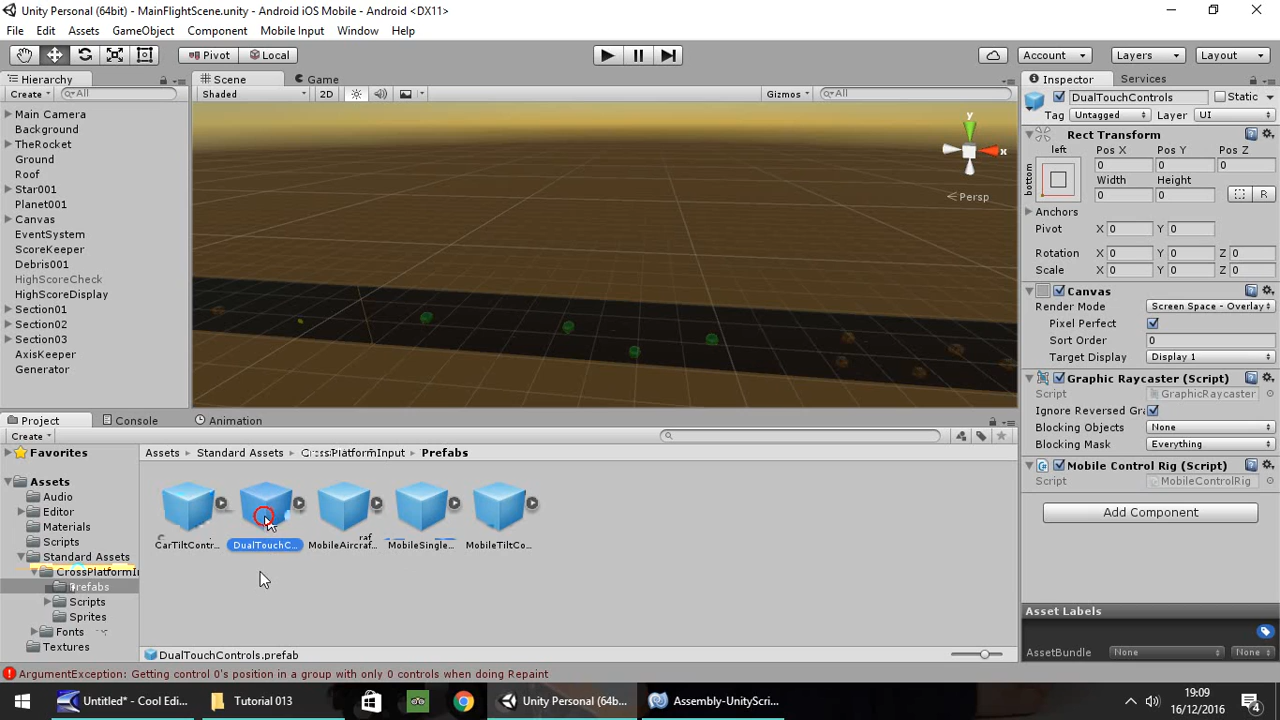 Unity Personal (64bit) - MainFlightScene.unity - Android iOS Mobile - Android <DX11>
File Edit Assets GameObject Component Mobile Input Window Help
Pivot Local Account Layers Layout
Hierarchy Scene Game Inspector Services
Create All Shaded 2D Gizmos All
DualTouchControls Static
Tag Untagged Layer UI
Main Camera
Background
TheRocket
Ground
Roof
Star001
Planet001
Canvas
EventSystem
ScoreKeeper
Debris001
HighScoreCheck
HighScoreDisplay
Section01
Section02
Section03
AxisKeeper
Generator
y
x
Persp
Rect Transform
left Pos X Pos Y Pos Z
bottom 0 0 0
Width Height
0 0 R
Anchors
Pivot X 0 Y 0
Rotation X 0 Y 0 Z 0
Scale X 0 Y 0 Z 0
Canvas
Render Mode Screen Space - Overlay
Pixel Perfect
Sort Order 0
Target Display Display 1
Graphic Raycaster (Script)
Script GraphicRaycaster
Ignore Reversed Gra
Blocking Objects None
Blocking Mask Everything
Mobile Control Rig (Script)
Script MobileControlRig
Add Component
Asset Labels
AssetBundle None None
Project Console Animation
Create
Favorites
Assets
Audio
Editor
Materials
Scripts
Standard Assets
CrossPlatformIn
Prefabs
Scripts
Sprites
Fonts
Textures
Assets Standard Assets CrossPlatformInput Prefabs
CarTiltContr... DualTouchC... MobileAircraf... MobileSingle... MobileTiltCo...
DualTouchControls.prefab
ArgumentException: Getting control 0's position in a group with only 0 controls when doing Repaint
Untitled* - Cool Edi... Tutorial 013 Unity Personal (64b... Assembly-UnityScri...
19:09
16/12/2016
4